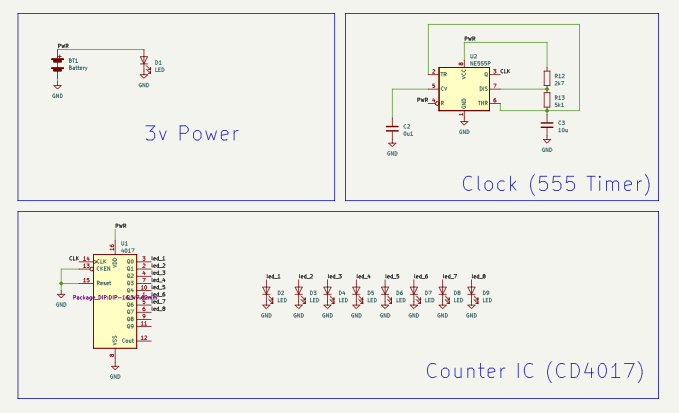 PWR
BT1
Battery
D1
LED
GND
GND
3v Power
PWR
U2
NE555P
8
VCC
2 TR
Q 3 CLK
5 CV
DIS 7
PWR 4 R
THR 6
GND
1
GND
R12
2k7
R13
5k1
C2
0u1
GND
C3
10u
GND
Clock (555 Timer)
PWR
U1
4017
16
VDD
CLK 14 CLK
13 CKEN
15 Reset
Q0 3 led_1
Q1 2 led_2
Q2 4 led_3
Q3 7 led_4
Q4 10 led_5
Q5 1 led_6
Q6 5 led_7
Q7 6 led_8
Q8 9
Q9 11
Cout 12
VSS
8
GND
GND
led_1
led_2
led_3
led_4
led_5
led_6
led_7
led_8
D2
LED
D3
LED
D4
LED
D5
LED
D6
LED
D7
LED
D8
LED
D9
LED
GND
GND
GND
GND
GND
GND
GND
GND
Counter IC (CD4017)